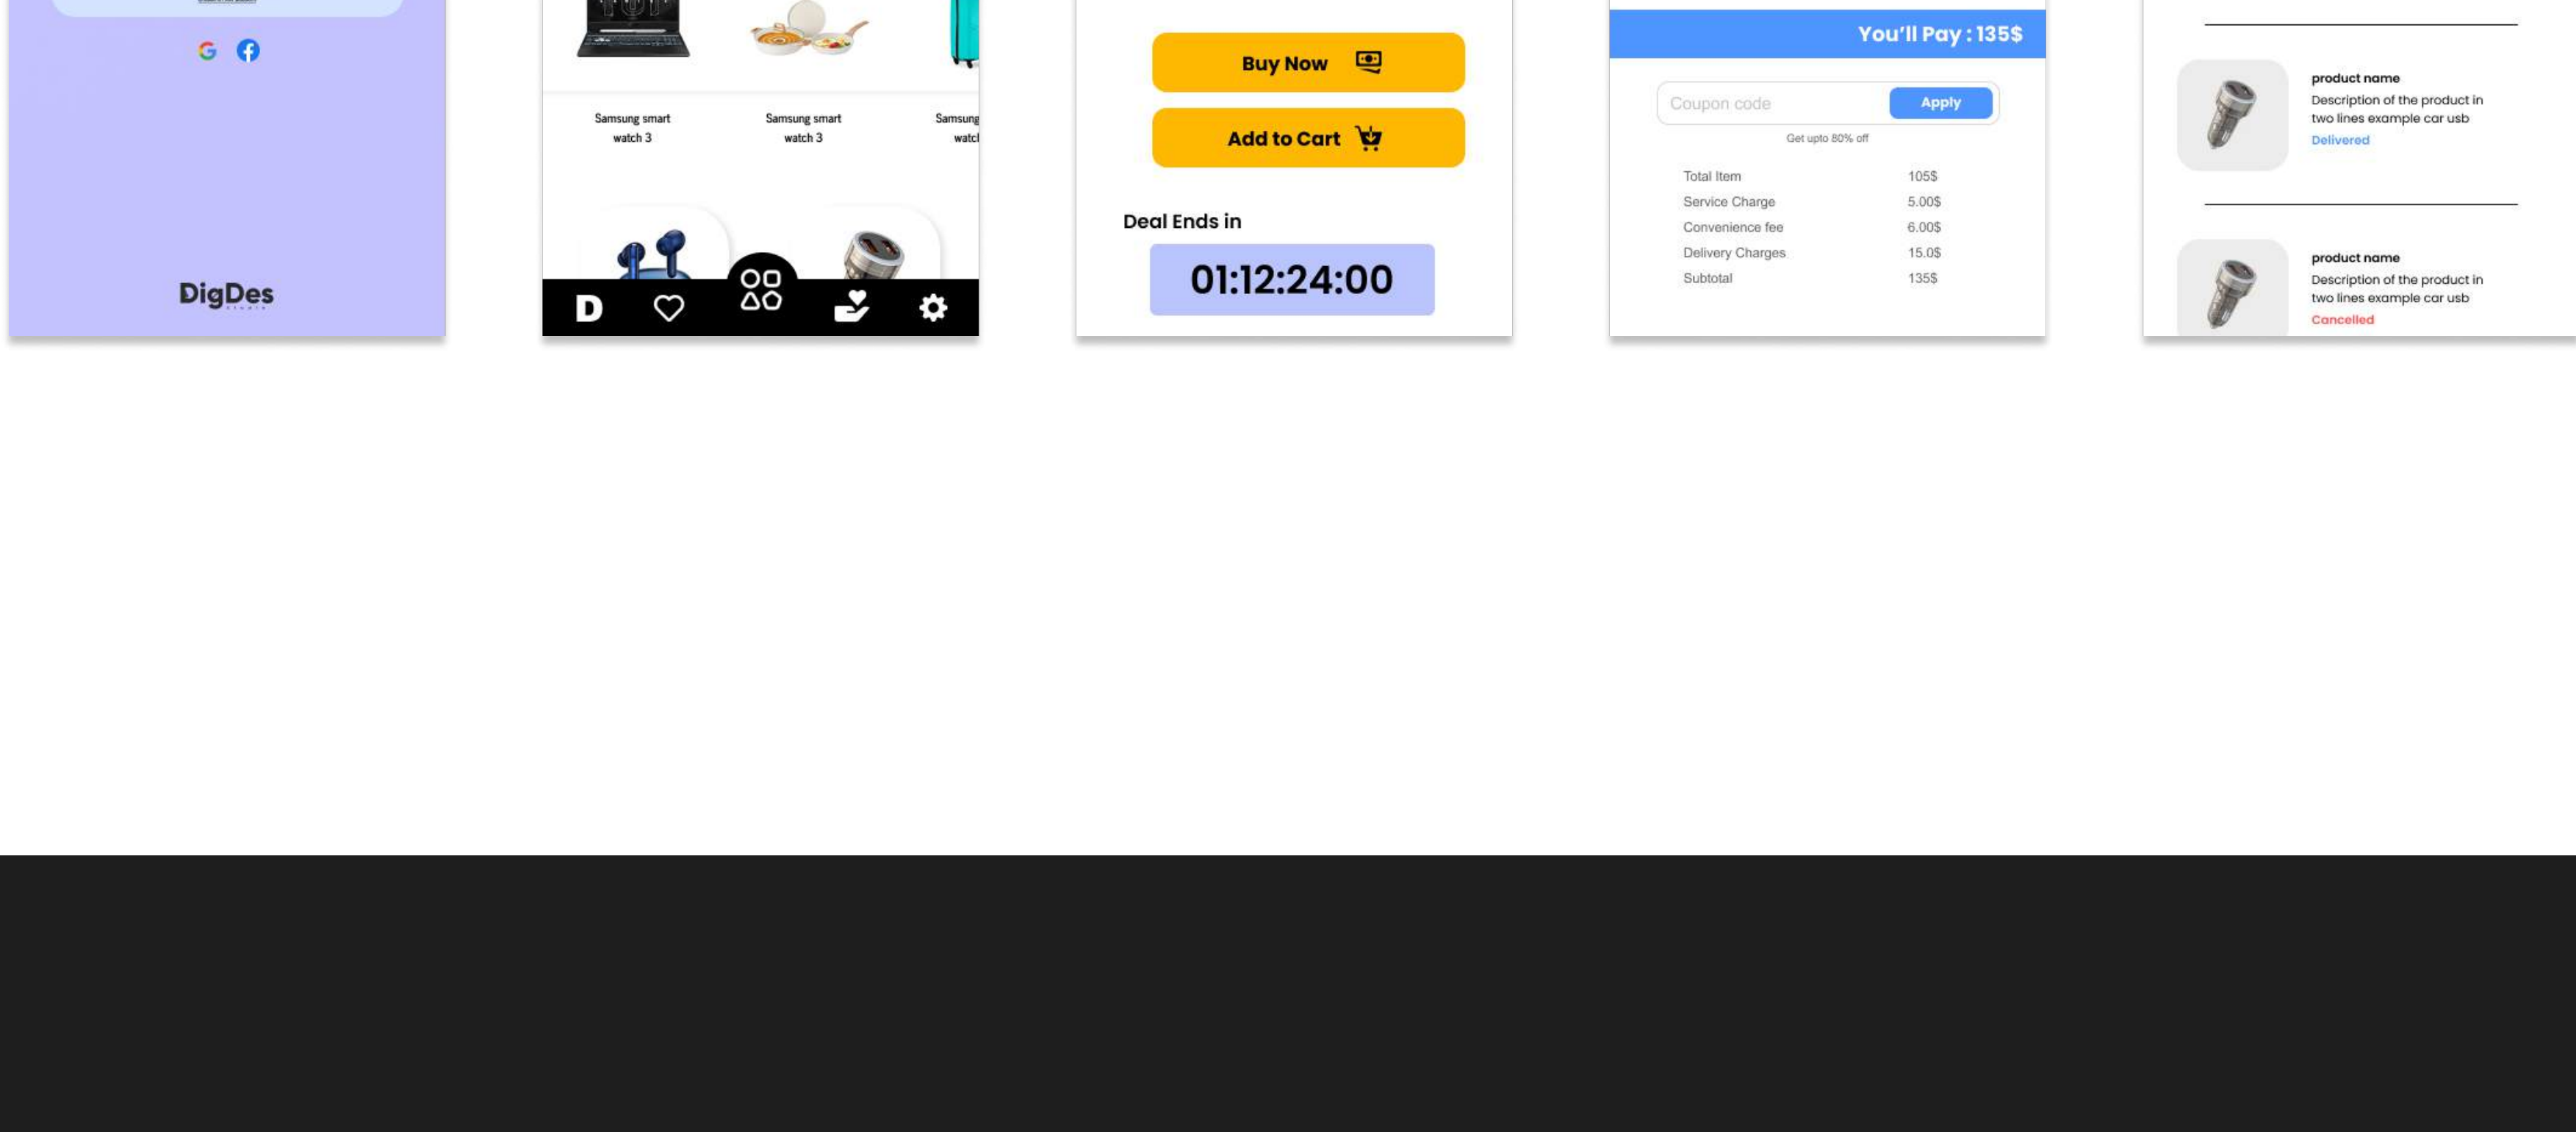 DigDes
Samsung smart
watch 3
Samsung smart
watch 3
Samsung
D
Buy Now
Add to Cart
Deal Ends in
01:12:24:00
You'll Pay : 135$
Coupon code
Apply
Get upto 80% off
Total Item 105$
Service Charge 5.00$
Convenience fee 6.00$
Delivery Charges 15.0$
Subtotal 135$
product name
Description of the product in
two lines example car usb
Delivered
product name
Description of the product in
two lines example car usb
Cancelled